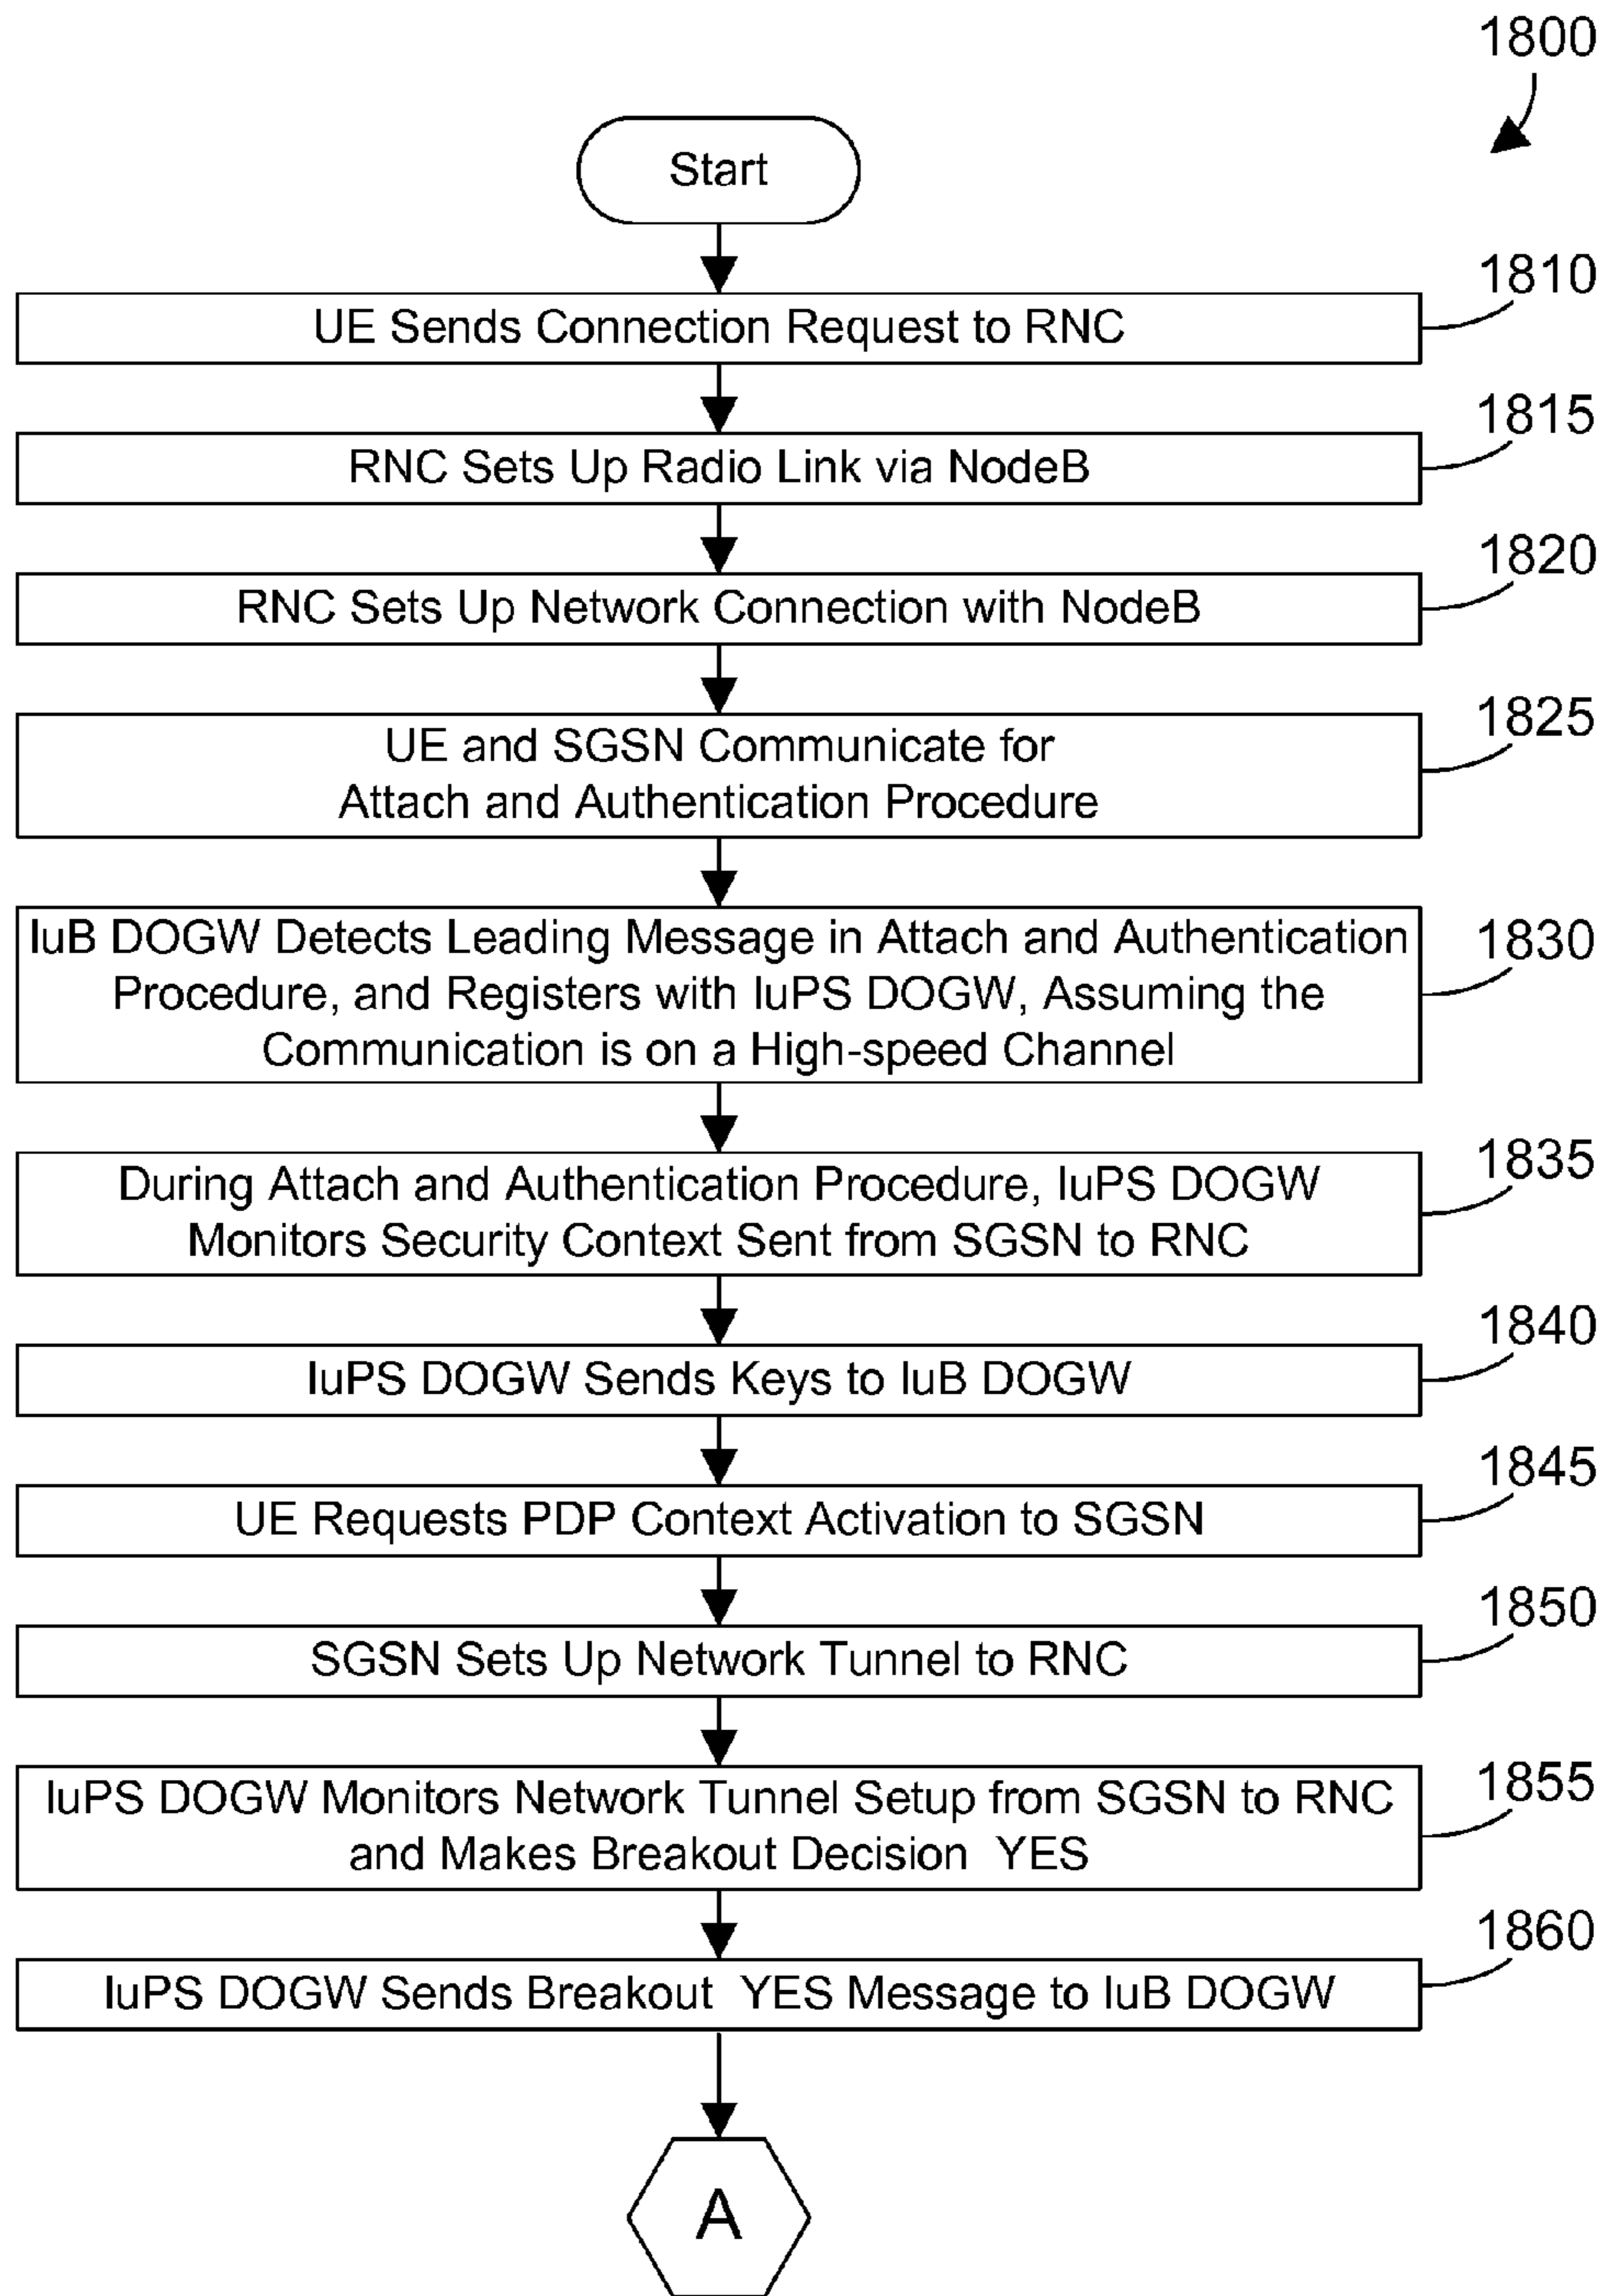 1800
Start
1810
UE Sends Connection Request to RNC
1815
RNC Sets Up Radio Link via NodeB
1820
RNC Sets Up Network Connection with NodeB
1825
UE and SGSN Communicate for
Attach and Authentication Procedure
1830
IuB DOGW Detects Leading Message in Attach and Authentication
Procedure, and Registers with IuPS DOGW, Assuming the
Communication is on a High-speed Channel
1835
During Attach and Authentication Procedure, IuPS DOGW
Monitors Security Context Sent from SGSN to RNC
1840
IuPS DOGW Sends Keys to IuB DOGW
1845
UE Requests PDP Context Activation to SGSN
1850
SGSN Sets Up Network Tunnel to RNC
1855
IuPS DOGW Monitors Network Tunnel Setup from SGSN to RNC
and Makes Breakout Decision YES
1860
IuPS DOGW Sends Breakout YES Message to IuB DOGW
A